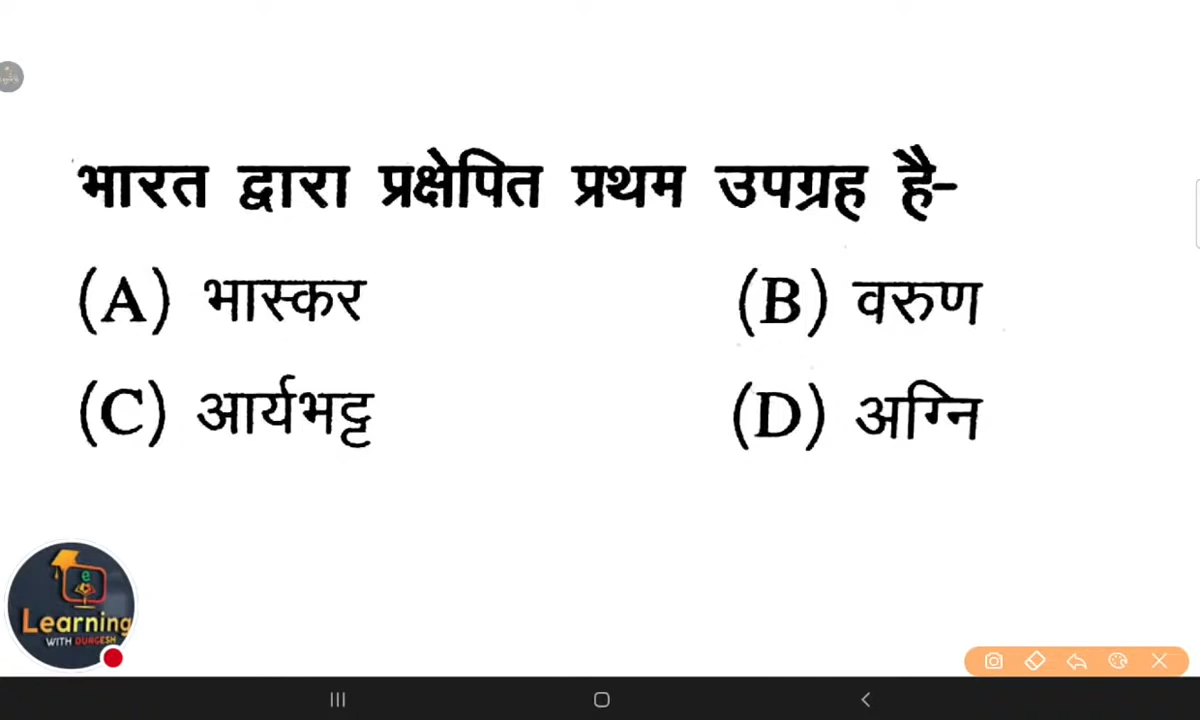 भारत द्वारा प्रक्षेपित प्रथम उपग्रह है-
(A) भास्कर (B) वरुण
(C) आर्यभट्ट (D) अग्नि
e
Learning
WITH DURGESH